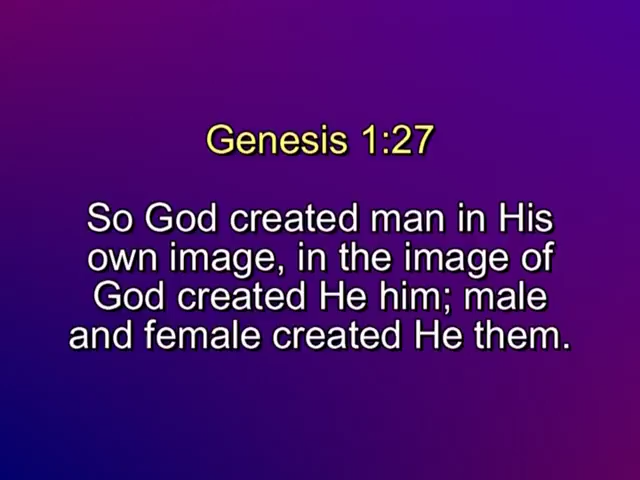 Genesis 1:27
So God created man in His
own image, in the image of
God created He him; male
and female created He them.